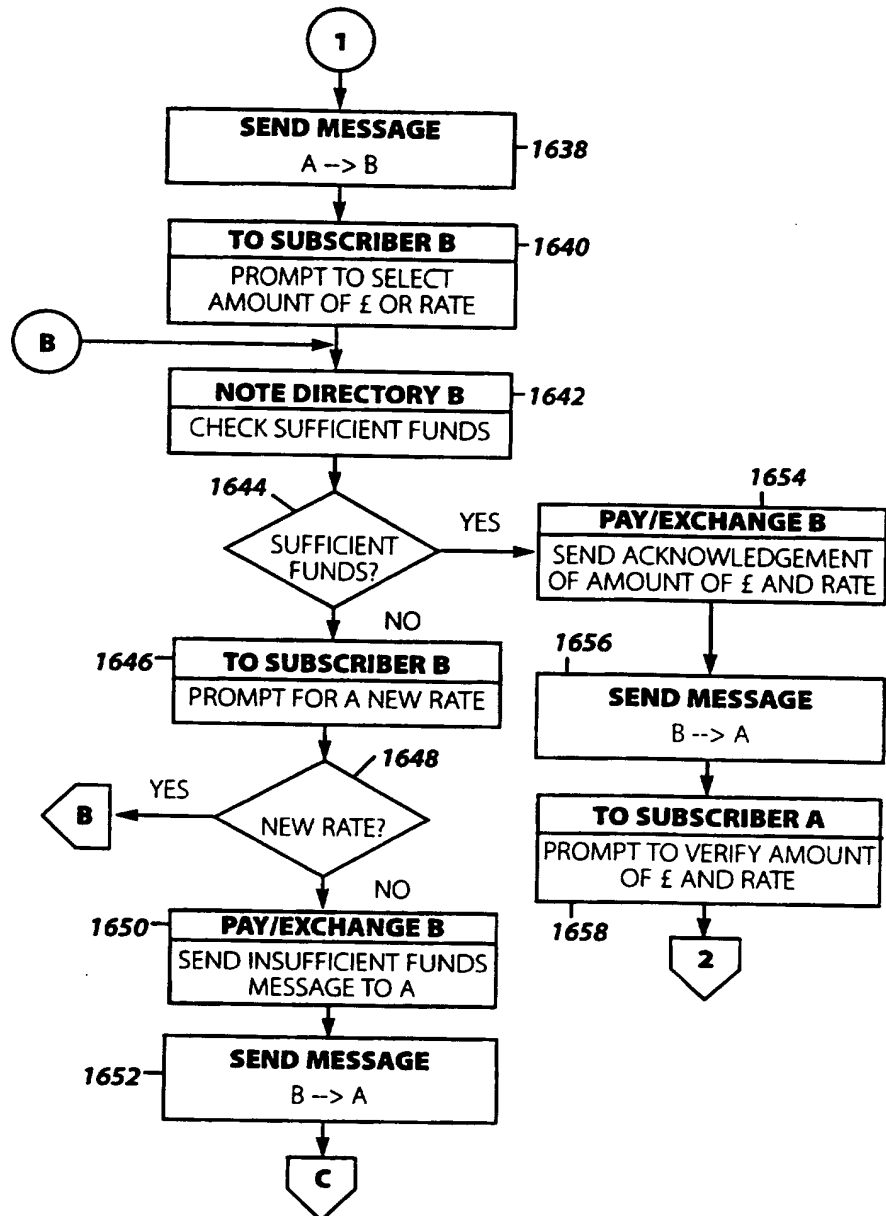 1
SEND MESSAGE
A --> B
1638
TO SUBSCRIBER B
1640
PROMPT TO SELECT
AMOUNT OF £ OR RATE
B
NOTE DIRECTORY B
1642
CHECK SUFFICIENT FUNDS
1644
SUFFICIENT
FUNDS?
YES
NO
1646
TO SUBSCRIBER B
PROMPT FOR A NEW RATE
1648
NEW RATE?
YES
B
NO
1650
PAY/EXCHANGE B
SEND INSUFFICIENT FUNDS
MESSAGE TO A
1652
SEND MESSAGE
B --> A
C
1654
PAY/EXCHANGE B
SEND ACKNOWLEDGEMENT
OF AMOUNT OF £ AND RATE
1656
SEND MESSAGE
B --> A
TO SUBSCRIBER A
PROMPT TO VERIFY AMOUNT
OF £ AND RATE
1658
2